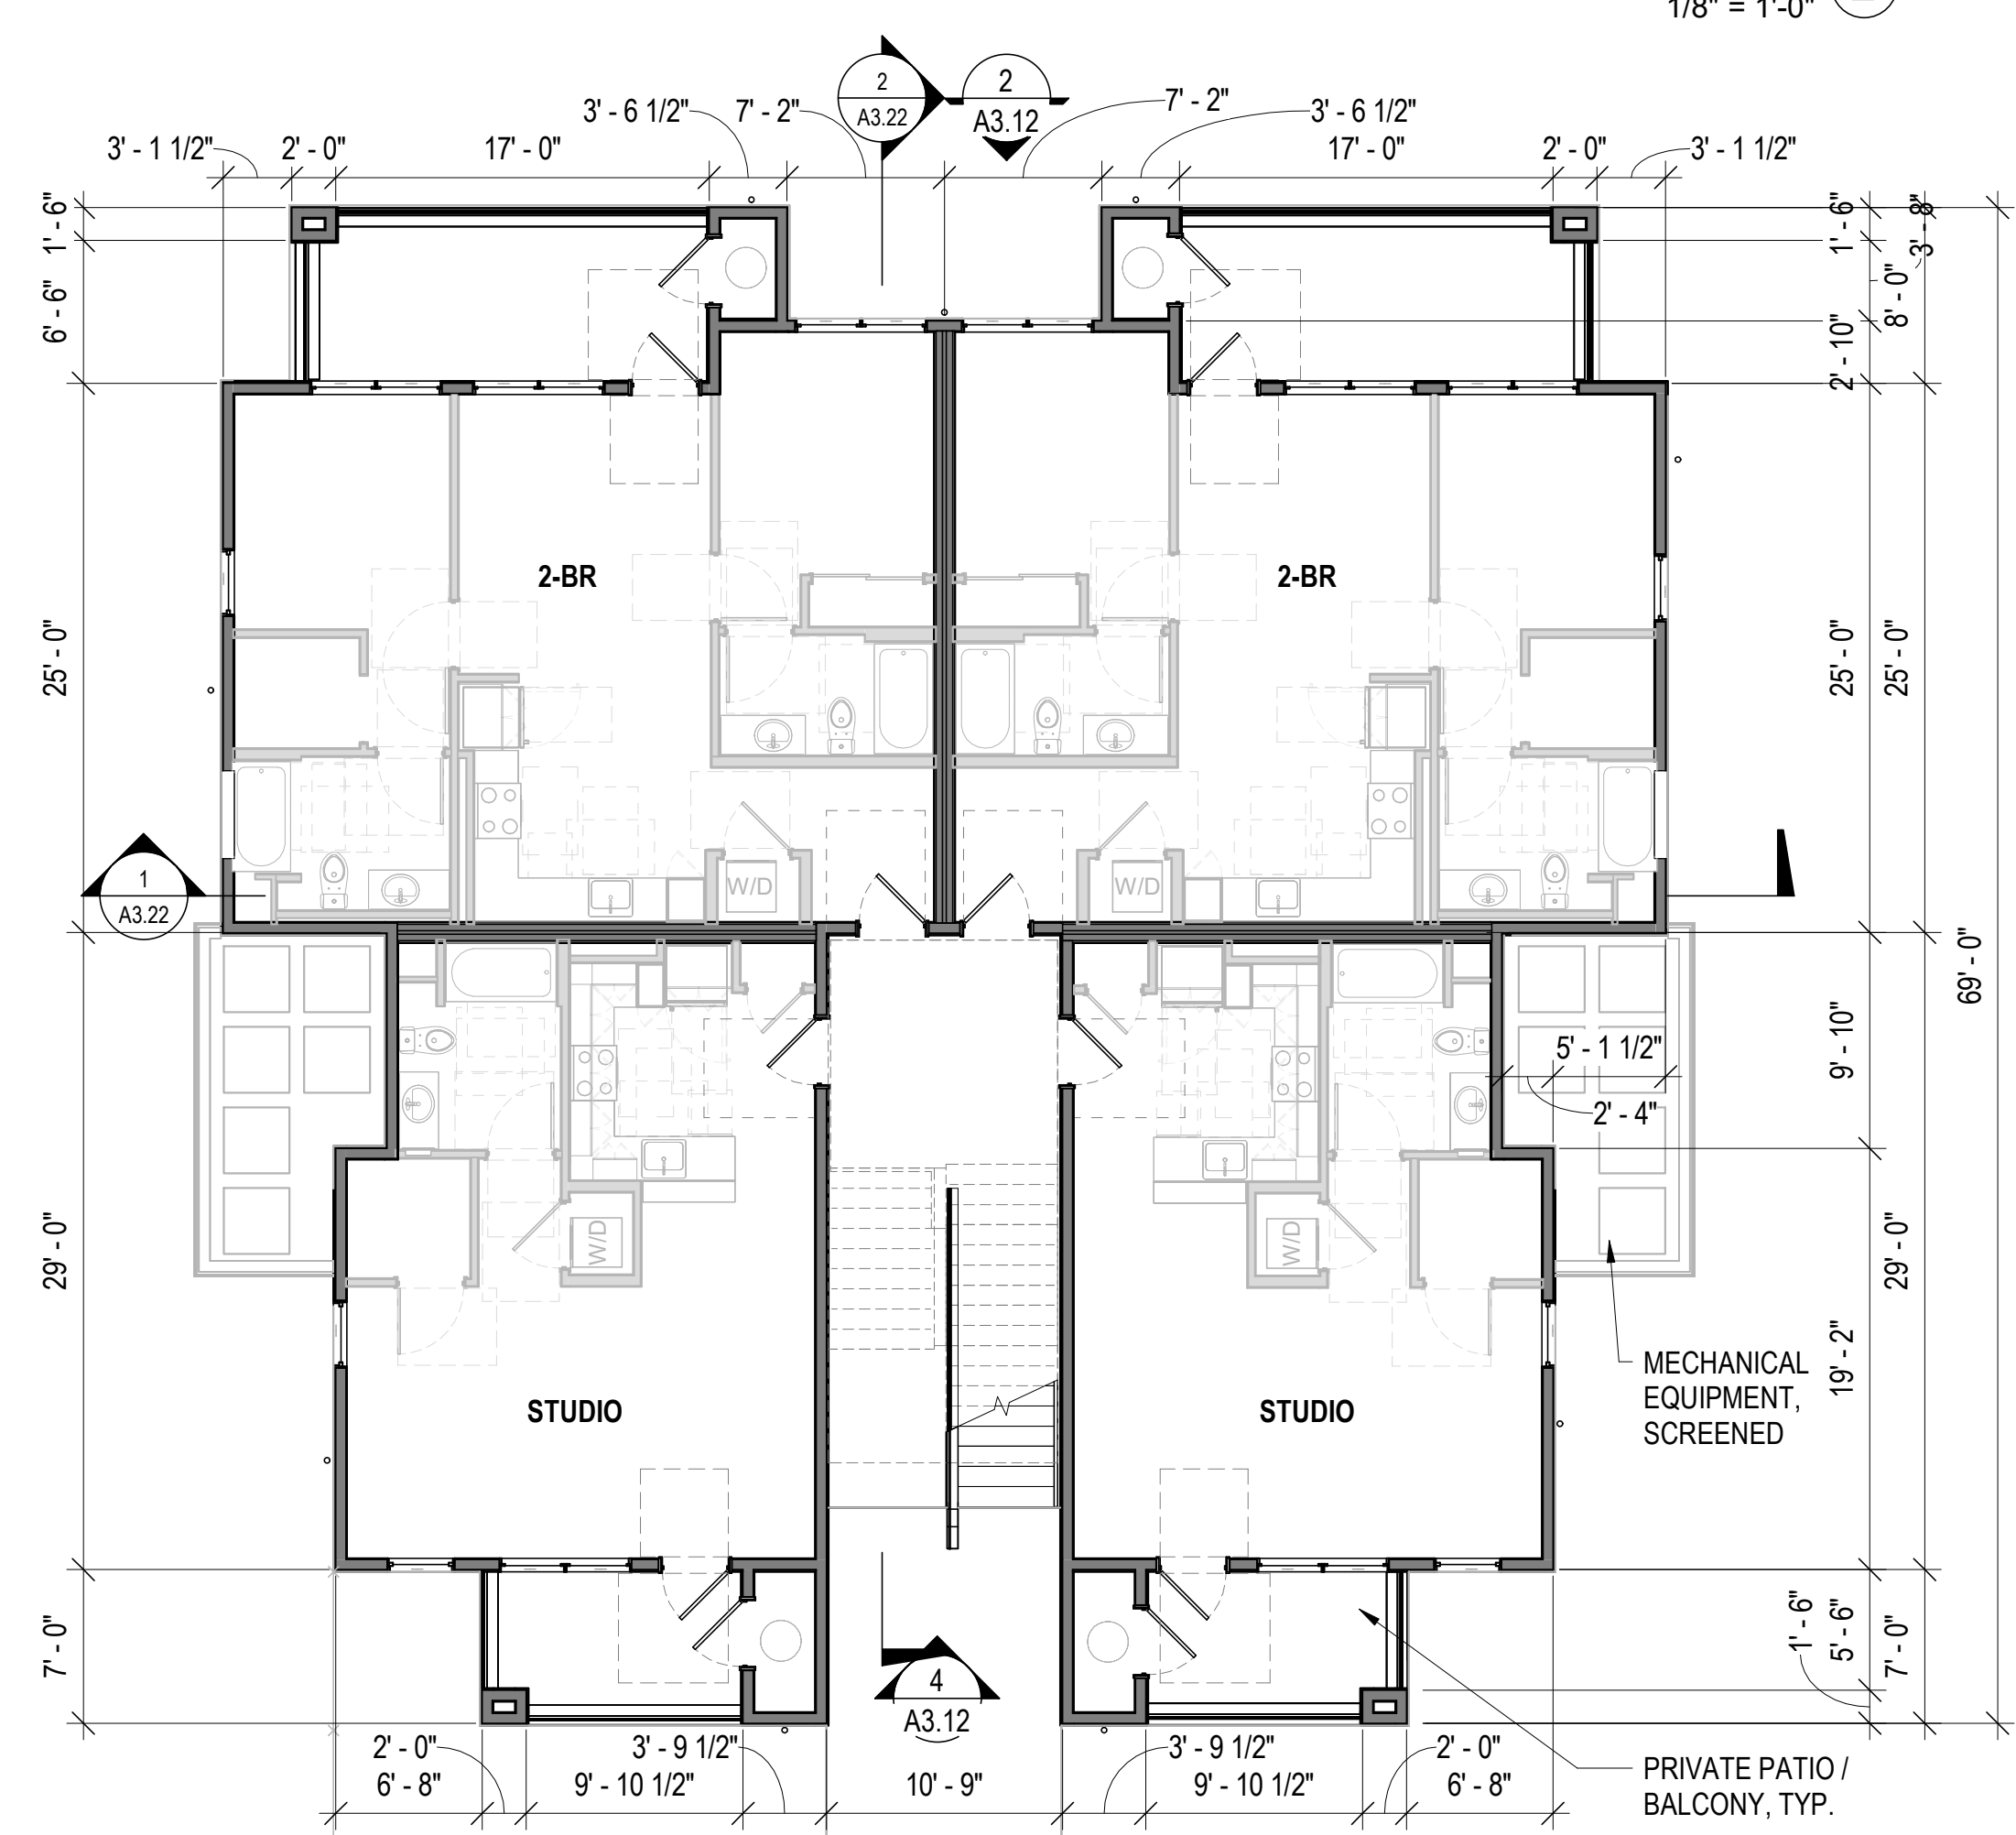 1/8" = 1'-0"
2
A3.22
2
A3.12
3' - 6 1/2"
7' - 2"
7' - 2"
3' - 6 1/2"
3' - 1 1/2"
2' - 0"
17' - 0"
17' - 0"
2' - 0"
3' - 1 1/2"
1' - 6"
6' - 6"
25' - 0"
29' - 0"
7' - 0"
1' - 6"
3' - 8"
8' - 0"
2' - 10"
25' - 0"
25' - 0"
69' - 0"
9' - 10"
29' - 0"
19' - 2"
1' - 6"
5' - 6"
7' - 0"
2-BR
2-BR
W/D
W/D
1
A3.22
5' - 1 1/2"
2' - 4"
W/D
W/D
STUDIO
STUDIO
MECHANICAL
EQUIPMENT,
SCREENED
4
A3.12
PRIVATE PATIO /
BALCONY, TYP.
2' - 0"
3' - 9 1/2"
3' - 9 1/2"
2' - 0"
6' - 8"
9' - 10 1/2"
10' - 9"
9' - 10 1/2"
6' - 8"